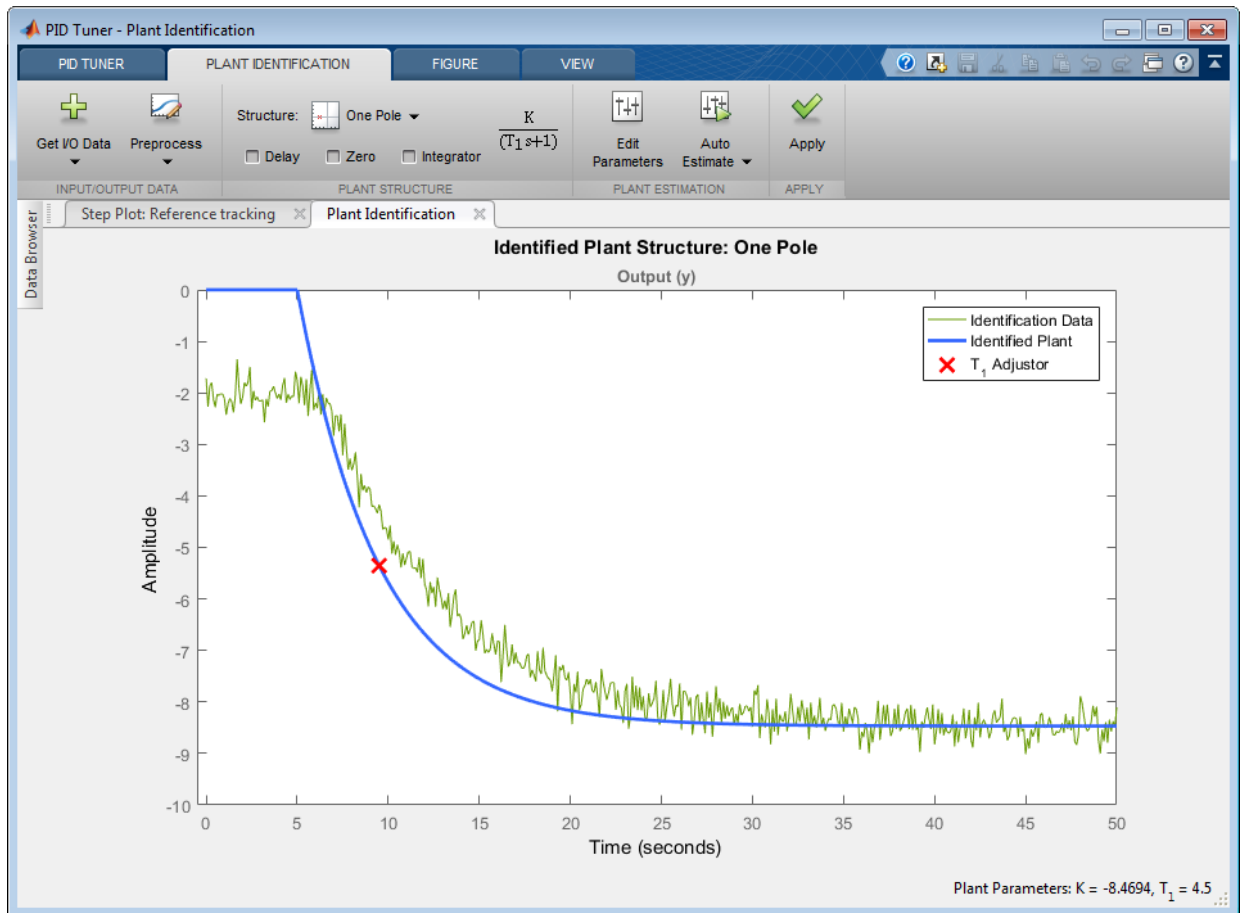 PID Tuner - Plant Identification
PID TUNER
PLANT IDENTIFICATION
FIGURE
VIEW
Get I/O Data
Preprocess
Structure:
One Pole
Delay
Zero
Integrator
K
(T1s+1)
Edit
Parameters
Auto
Estimate
Apply
INPUT/OUTPUT DATA
PLANT STRUCTURE
PLANT ESTIMATION
APPLY
Data Browser
Step Plot: Reference tracking
Plant Identification
Identified Plant Structure: One Pole
Output (y)
Identification Data
Identified Plant
T1 Adjustor
Amplitude
0
-1
-2
-3
-4
-5
-6
-7
-8
-9
-10
0 5 10 15 20 25 30 35 40 45 50
Time (seconds)
Plant Parameters: K = -8.4694, T1 = 4.5